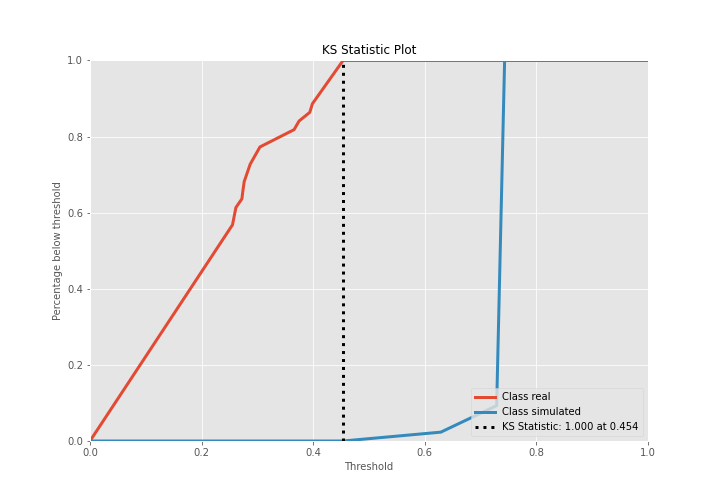 KS Statistic Plot
1.0
0.8
0.6
0.4
0.2
0.0
Percentage below threshold
0.0 0.2 0.4 0.6 0.8 1.0
Threshold
Class real
Class simulated
KS Statistic: 1.000 at 0.454